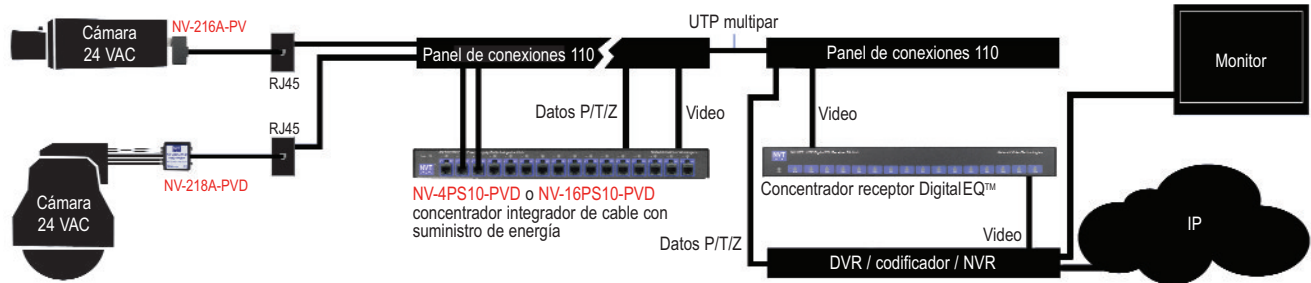 Cámara
24 VAC
NV-216A-PV
RJ45
Panel de conexiones 110
UTP multipar
Panel de conexiones 110
Monitor
Datos P/T/Z
Video
Video
RJ45
NVT
NV-218A-PVD
Cámara
24 VAC
NV-4PS10-PVD o NV-16PS10-PVD
concentrador integrador de cable con
suministro de energía
NVT
Concentrador receptor DigitalEQ™
Datos P/T/Z
Video
DVR / codificador / NVR
IP